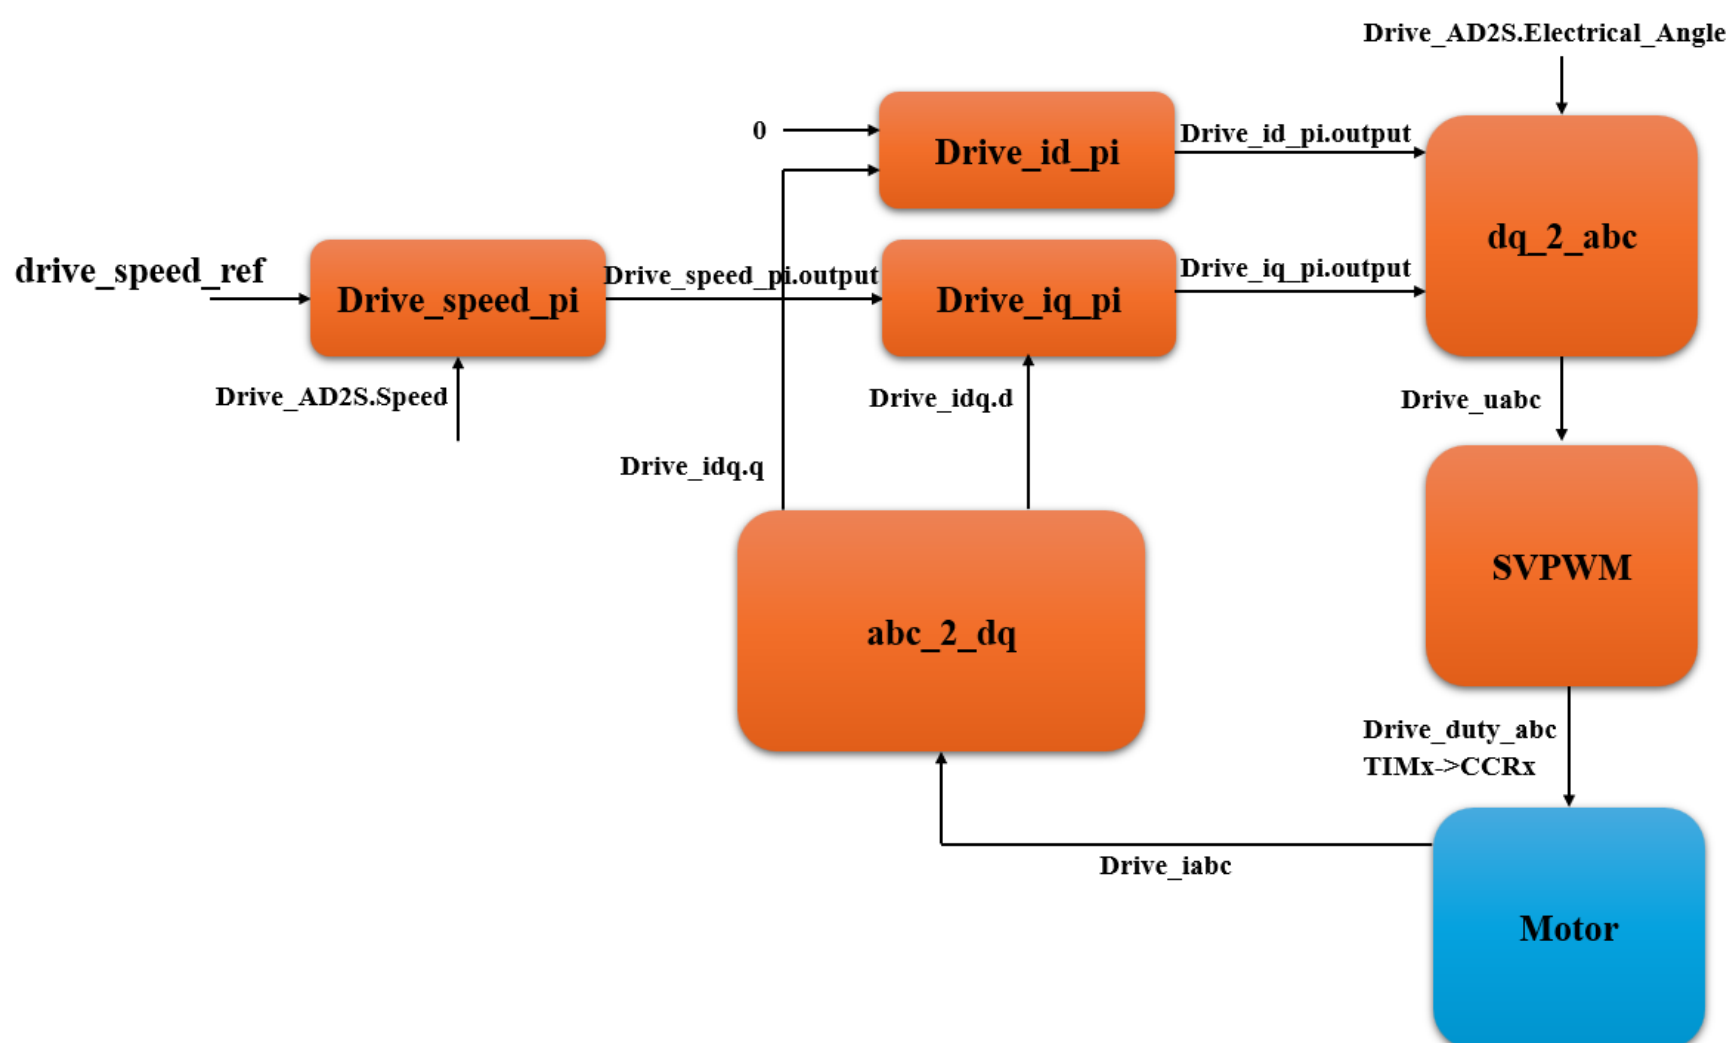 Drive_AD2S.Electrical_Angle
0
Drive_id_pi
Drive_id_pi.output
dq_2_abc
drive_speed_ref
Drive_speed_pi
Drive_speed_pi.output
Drive_iq_pi
Drive_iq_pi.output
Drive_AD2S.Speed
Drive_idq.d
Drive_uabc
Drive_idq.q
SVPWM
abc_2_dq
Drive_duty_abc
TIMx->CCRx
Drive_iabc
Motor